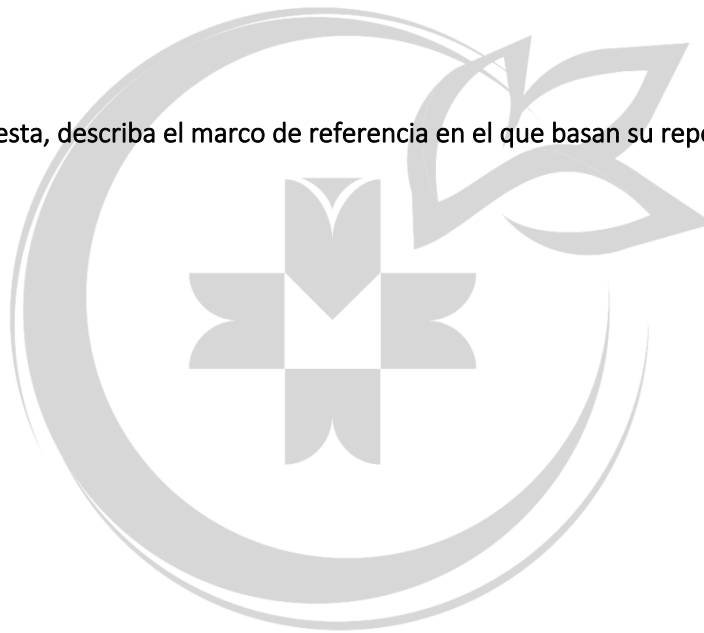 esta, describa el marco de referencia en el que basan su repo